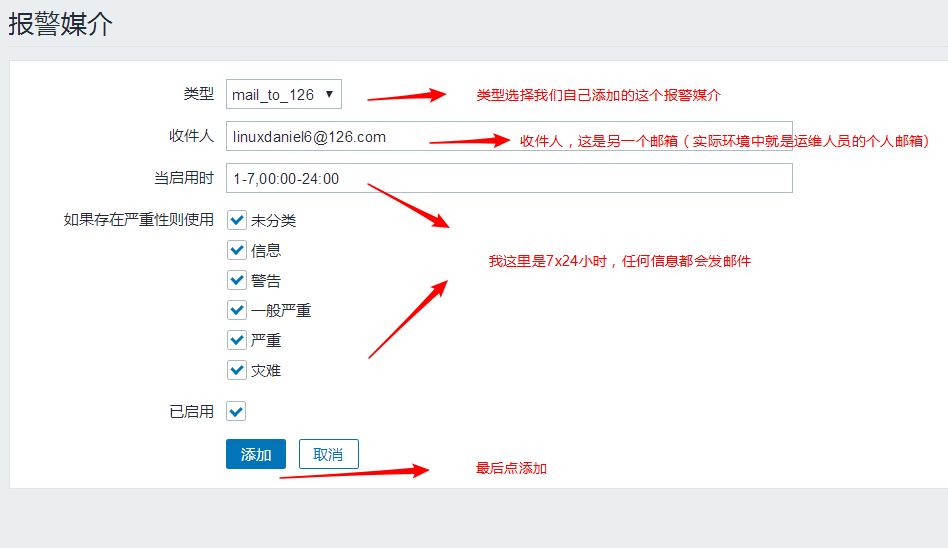 报警媒介
类型 mail_to_126 类型选择我们自己添加的这个报警媒介
收件人 linuxdaniel6@126.com 收件人，这是另一个邮箱（实际环境中就是运维人员的个人邮箱）
当启用时 1-7,00:00-24:00
如果存在严重性则使用 未分类
信息
我这里是7x24小时，任何信息都会发邮件
警告
一般严重
严重
灾难
已启用
添加 取消
最后点添加